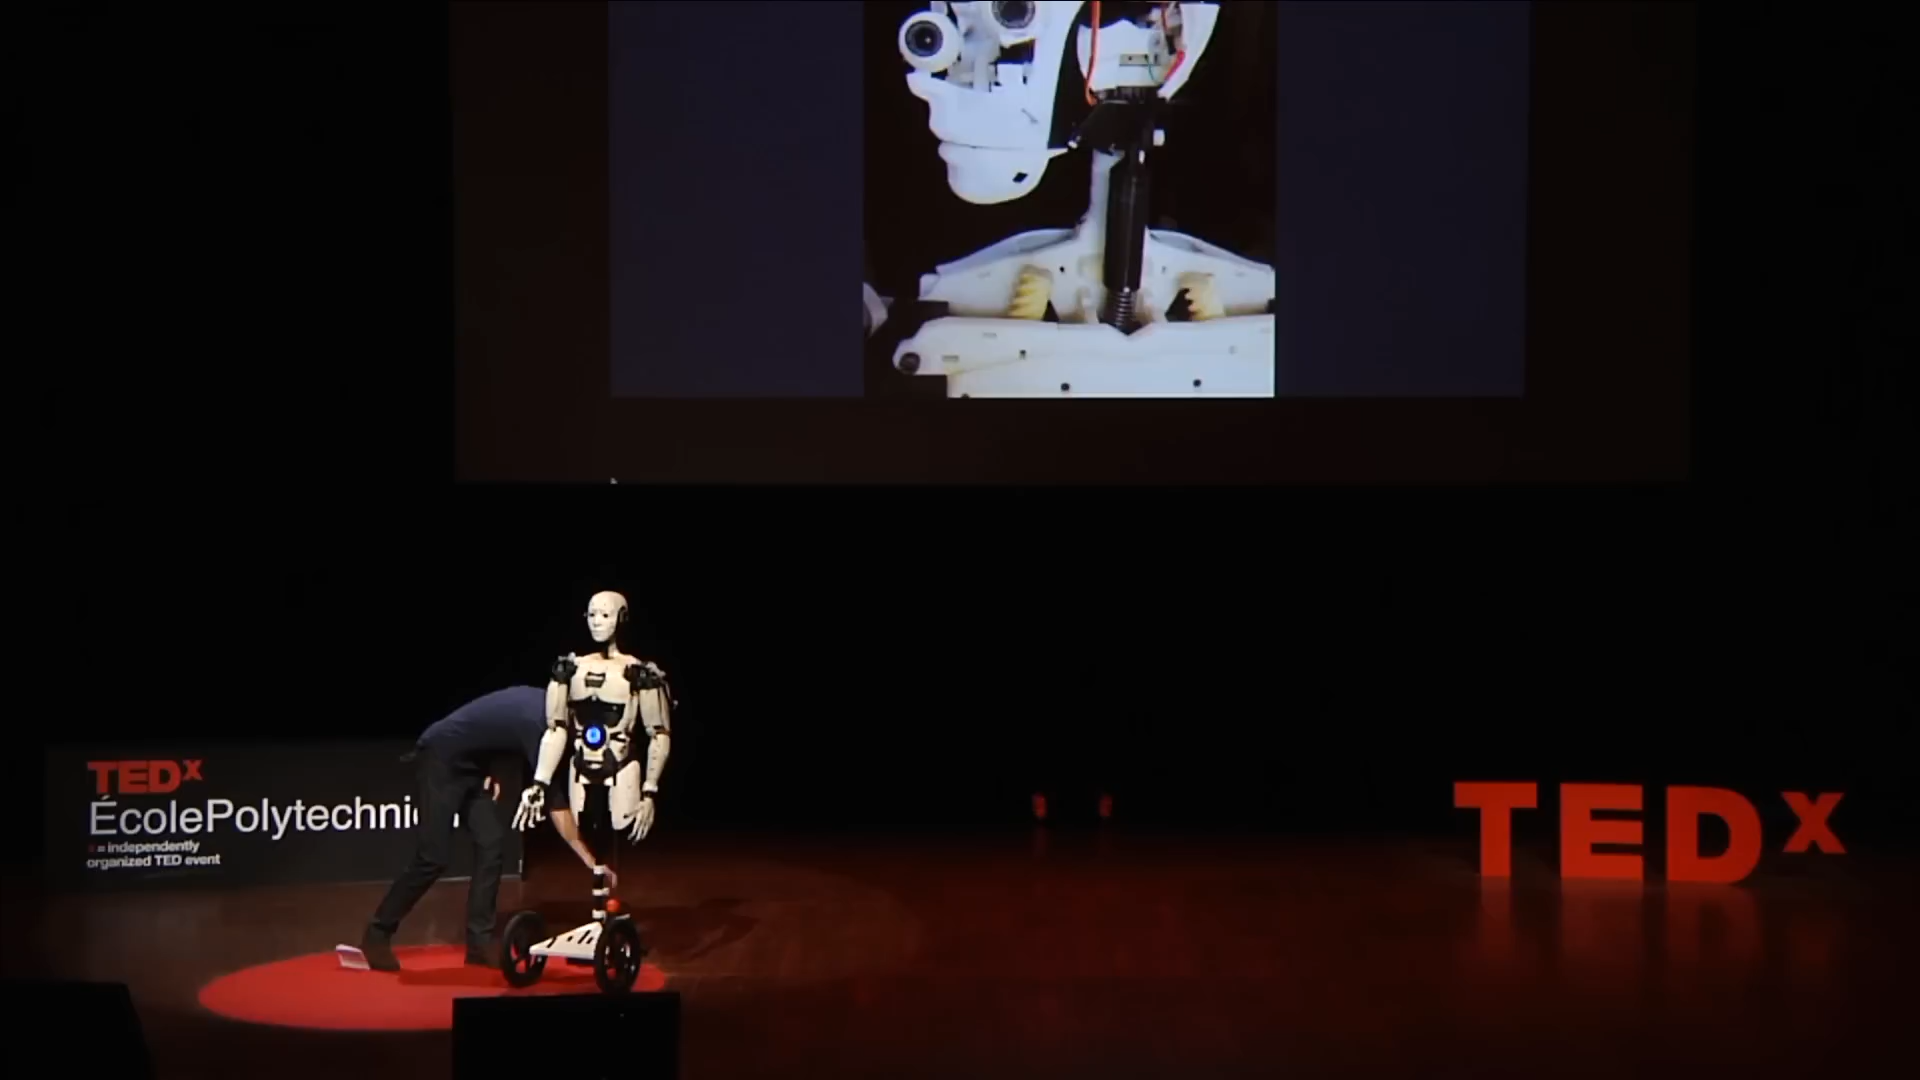 TEDx
ÉcolePolytechni
x = independently
organized TED event
TEDx